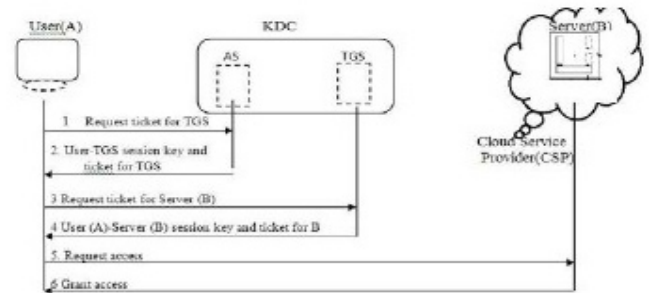 User(A)
KDC
Server(B)
AS
TGS
1 Request ticket for TGS
2. User-TGS session key and
ticket for TGS
Cloud Service
Provider(CSP)
3 Request ticket for Server (B)
4 User (A)-Server (B) session key and ticket for B
5. Request access
6 Grant access